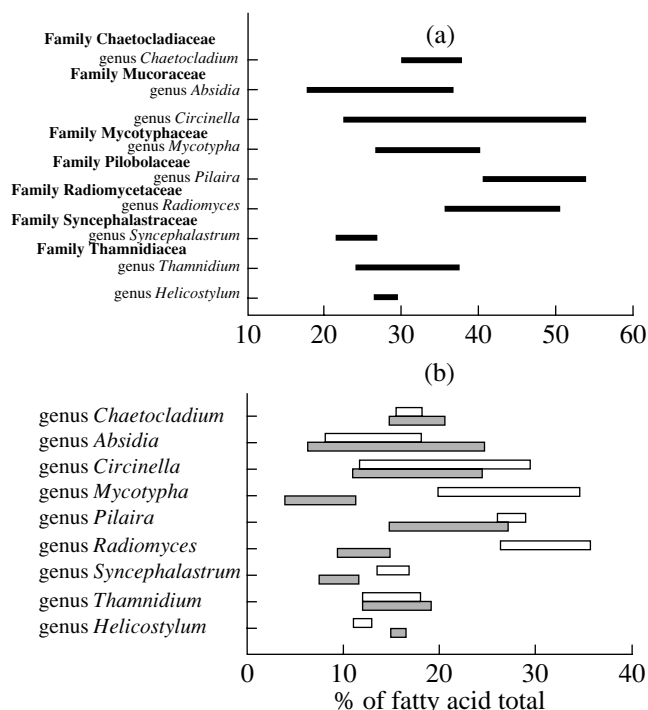 (a)
Family Chaetocladiaceae
genus Chaetocladium
Family Mucoraceae
genus Absidia
genus Circinella
Family Mycotyphaceae
genus Mycotypha
Family Pilobolaceae
genus Pilaira
Family Radiomycetaceae
genus Radiomyces
Family Syncephalastraceae
genus Syncephalastrum
Family Thamnidiacea
genus Thamnidium
genus Helicostylum
10 20 30 40 50 60
(b)
genus Chaetocladium
genus Absidia
genus Circinella
genus Mycotypha
genus Pilaira
genus Radiomyces
genus Syncephalastrum
genus Thamnidium
genus Helicostylum
0 10 20 30 40
% of fatty acid total